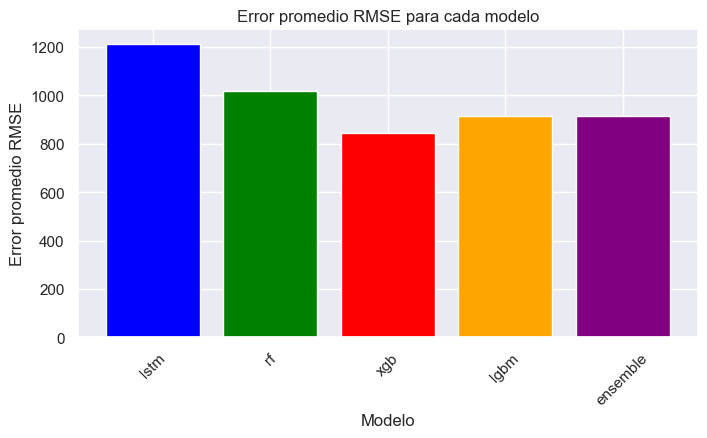 Error promedio RMSE para cada modelo
Error promedio RMSE
1200
1000
800
600
400
200
0
lstm
rf
xgb
lgbm
ensemble
Modelo